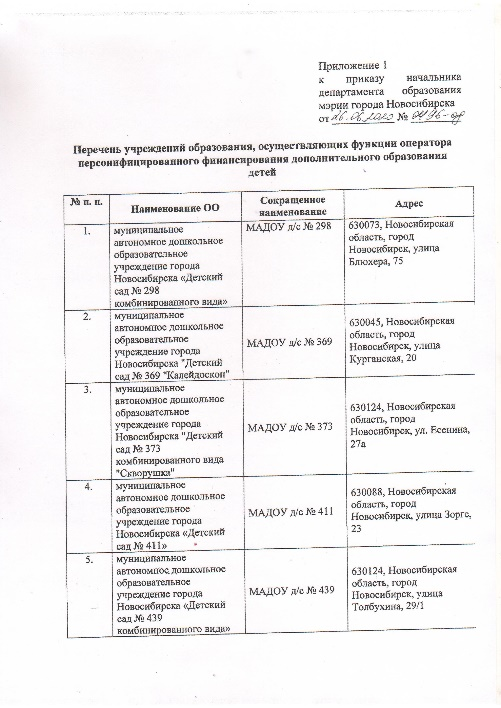 Приложение 1
к приказу начальника
департамента образования
мэрии города Новосибирска
от 26.06.2020 № 0496-од
Перечень учреждений образования, осуществляющих функции оператора
персонифицированного финансирования дополнительного образования
детей
№ п. п.
Наименование ОО
Сокращенное
наименование
Адрес
1.
муниципальное
автономное дошкольное
образовательное
учреждение города
Новосибирска «Детский
сад № 298
комбинированного вида»
МАДОУ д/с № 298
630073, Новосибирская
область, город
Новосибирск, улица
Блюхера, 75
2.
муниципальное
автономное дошкольное
образовательное
учреждение города
Новосибирска "Детский
сад № 369 "Калейдоскоп"
МАДОУ д/с № 369
630045, Новосибирская
область, город
Новосибирск, улица
Курганская, 20
3.
муниципальное
автономное дошкольное
образовательное
учреждение города
Новосибирска "Детский
сад № 373
комбинированного вида
"Скворушка"
МАДОУ д/с № 373
630124, Новосибирская
область, город
Новосибирск, ул. Есенина,
27а
4.
муниципальное
автономное дошкольное
образовательное
учреждение города
Новосибирска «Детский
сад № 411»
МАДОУ д/с № 411
630088, Новосибирская
область, город
Новосибирск, улица Зорге,
23
5.
муниципальное
автономное дошкольное
образовательное
учреждение города
Новосибирска «Детский
сад № 439
комбинированного вида»
МАДОУ д/с № 439
630124, Новосибирская
область, город
Новосибирск, улица
Толбухина, 29/1